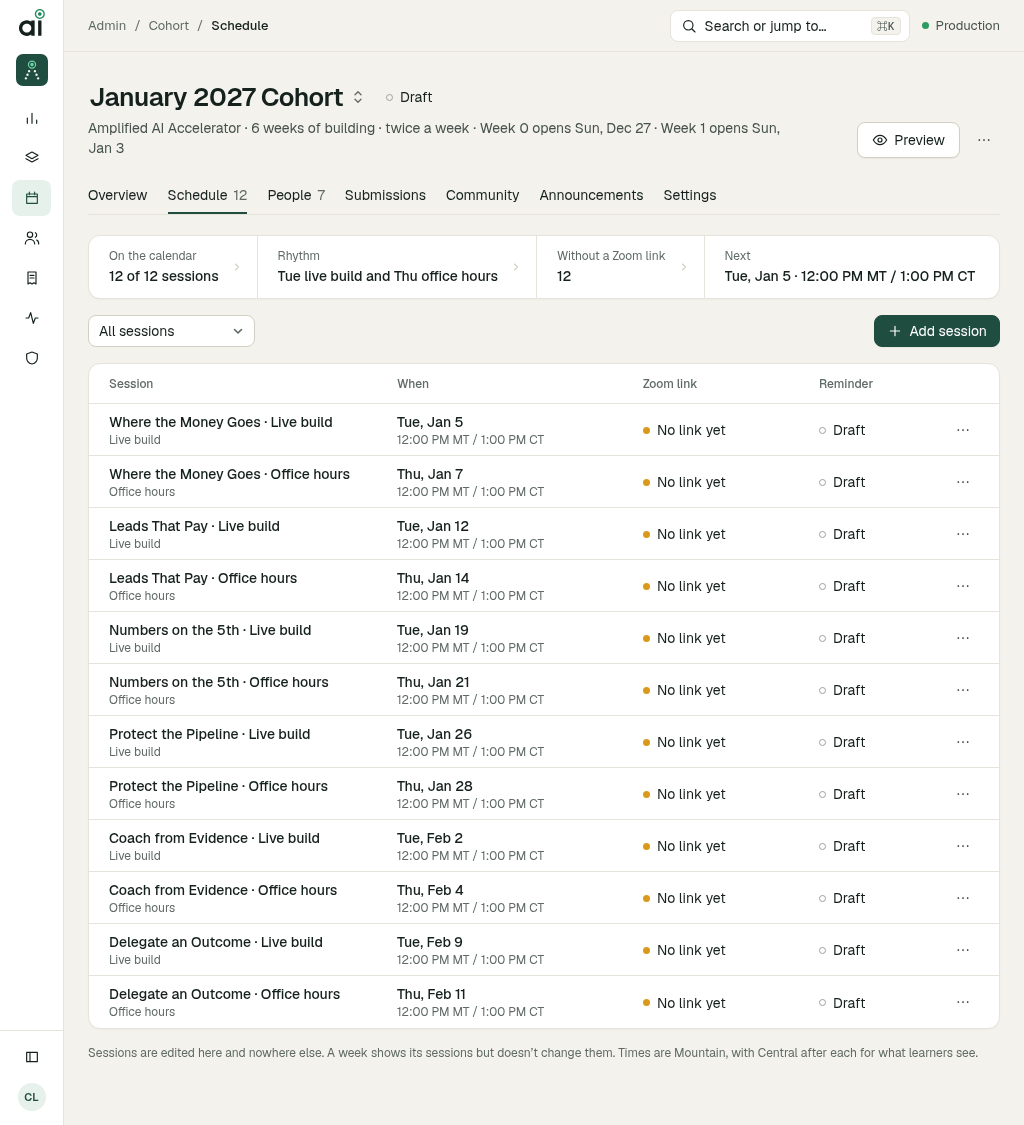 ai
Admin / Cohort / Schedule
Search or jump to…
⌘K
Production
January 2027 Cohort
Draft
Amplified AI Accelerator · 6 weeks of building · twice a week · Week 0 opens Sun, Dec 27 · Week 1 opens Sun,
Jan 3
Preview
Overview
Schedule 12
People 7
Submissions
Community
Announcements
Settings
On the calendar
12 of 12 sessions
Rhythm
Tue live build and Thu office hours
Without a Zoom link
12
Next
Tue, Jan 5 · 12:00 PM MT / 1:00 PM CT
All sessions
Add session
Session When Zoom link Reminder
Where the Money Goes · Live build
Live build
Tue, Jan 5
12:00 PM MT / 1:00 PM CT
No link yet
Draft
Where the Money Goes · Office hours
Office hours
Thu, Jan 7
12:00 PM MT / 1:00 PM CT
No link yet
Draft
Leads That Pay · Live build
Live build
Tue, Jan 12
12:00 PM MT / 1:00 PM CT
No link yet
Draft
Leads That Pay · Office hours
Office hours
Thu, Jan 14
12:00 PM MT / 1:00 PM CT
No link yet
Draft
Numbers on the 5th · Live build
Live build
Tue, Jan 19
12:00 PM MT / 1:00 PM CT
No link yet
Draft
Numbers on the 5th · Office hours
Office hours
Thu, Jan 21
12:00 PM MT / 1:00 PM CT
No link yet
Draft
Protect the Pipeline · Live build
Live build
Tue, Jan 26
12:00 PM MT / 1:00 PM CT
No link yet
Draft
Protect the Pipeline · Office hours
Office hours
Thu, Jan 28
12:00 PM MT / 1:00 PM CT
No link yet
Draft
Coach from Evidence · Live build
Live build
Tue, Feb 2
12:00 PM MT / 1:00 PM CT
No link yet
Draft
Coach from Evidence · Office hours
Office hours
Thu, Feb 4
12:00 PM MT / 1:00 PM CT
No link yet
Draft
Delegate an Outcome · Live build
Live build
Tue, Feb 9
12:00 PM MT / 1:00 PM CT
No link yet
Draft
Delegate an Outcome · Office hours
Office hours
Thu, Feb 11
12:00 PM MT / 1:00 PM CT
No link yet
Draft
Sessions are edited here and nowhere else. A week shows its sessions but doesn't change them. Times are Mountain, with Central after each for what learners see.
CL